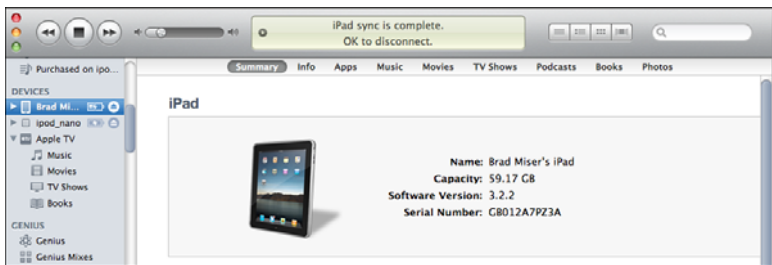 iPad sync is complete.
OK to disconnect.
Purchased on ipo...
Summary Info Apps Music Movies TV Shows Podcasts Books Photos
DEVICES
Brad Mi...
ipod_nano
Apple TV
Music
Movies
TV Shows
Books
GENIUS
Genius
Genius Mixes
iPad
Name: Brad Miser's iPad
Capacity: 59.17 GB
Software Version: 3.2.2
Serial Number: GB012A7PZ3A